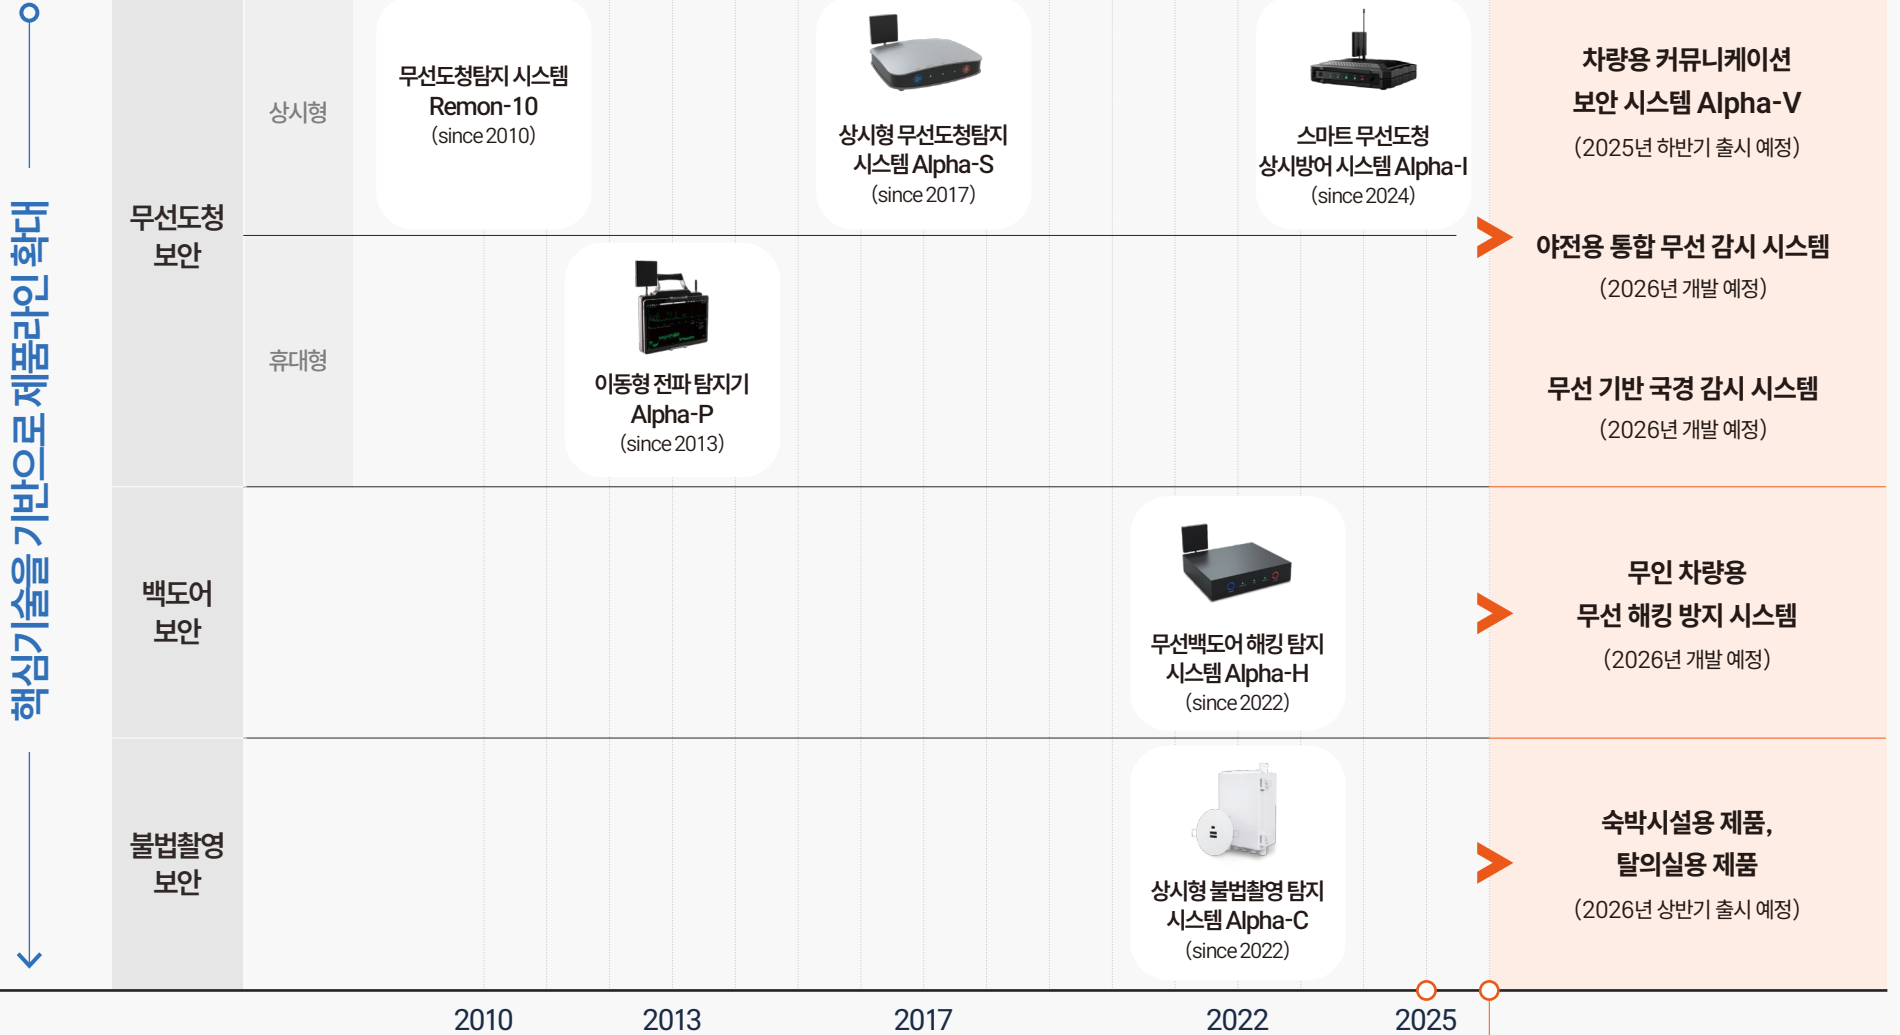 핵심기술을 기반으로 제품라인 확대
무선도청
보안
상시형
무선도청탐지 시스템
Remon-10
(since 2010)
상시형 무선도청탐지
시스템 Alpha-S
(since 2017)
스마트 무선도청
상시방어 시스템 Alpha-I
(since 2024)
휴대형
이동형 전파 탐지기
Alpha-P
(since 2013)
차량용 커뮤니케이션
보안 시스템 Alpha-V
(2025년 하반기 출시 예정)
야전용 통합 무선 감시 시스템
(2026년 개발 예정)
무선 기반 국경 감시 시스템
(2026년 개발 예정)
백도어
보안
무선백도어 해킹 탐지
시스템 Alpha-H
(since 2022)
무인 차량용
무선 해킹 방지 시스템
(2026년 개발 예정)
불법촬영
보안
상시형 불법촬영 탐지
시스템 Alpha-C
(since 2022)
숙박시설용 제품,
탈의실용 제품
(2026년 상반기 출시 예정)
2010 2013 2017 2022 2025